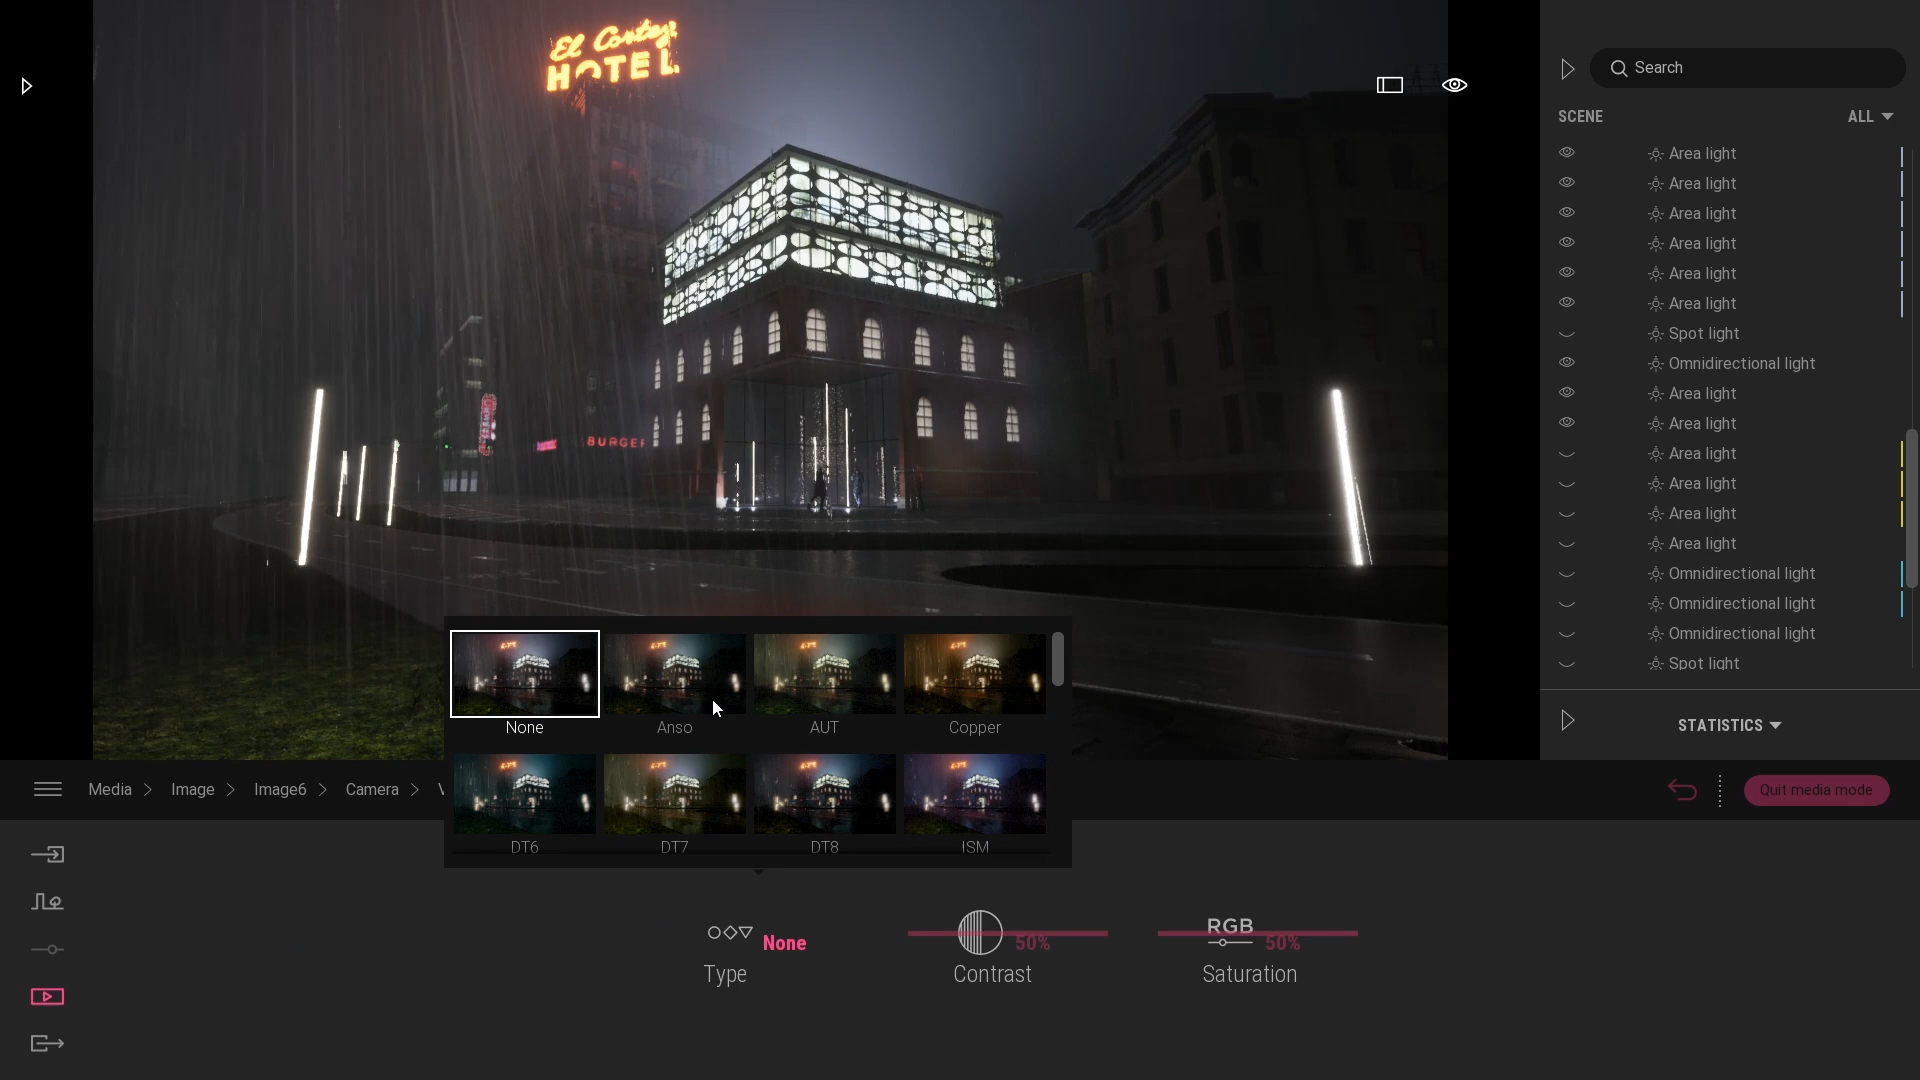 El Cortez
HOTEL
BURGER
Search
SCENE
ALL
Area light
Area light
Area light
Area light
Area light
Area light
Spot light
Omnidirectional light
Area light
Area light
Area light
Area light
Area light
Area light
Omnidirectional light
Omnidirectional light
Omnidirectional light
Spot light
STATISTICS
None
Anso
AUT
Copper
DT6
DT7
DT8
ISM
Media
Image
Image6
Camera
Quit media mode
None
Type
50%
Contrast
RGB
50%
Saturation